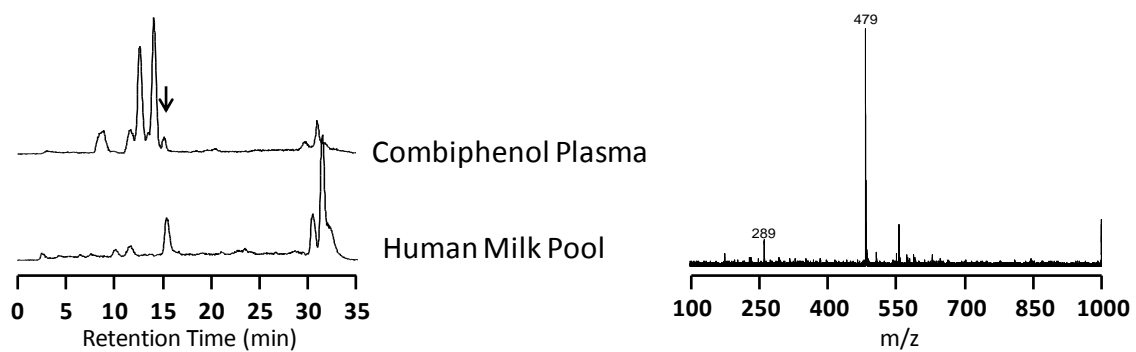 Combiphenol Plasma
Human Milk Pool
0 5 10 15 20 25 30 35
Retention Time (min)
479
289
100 250 400 550 700 850 1000
m/z